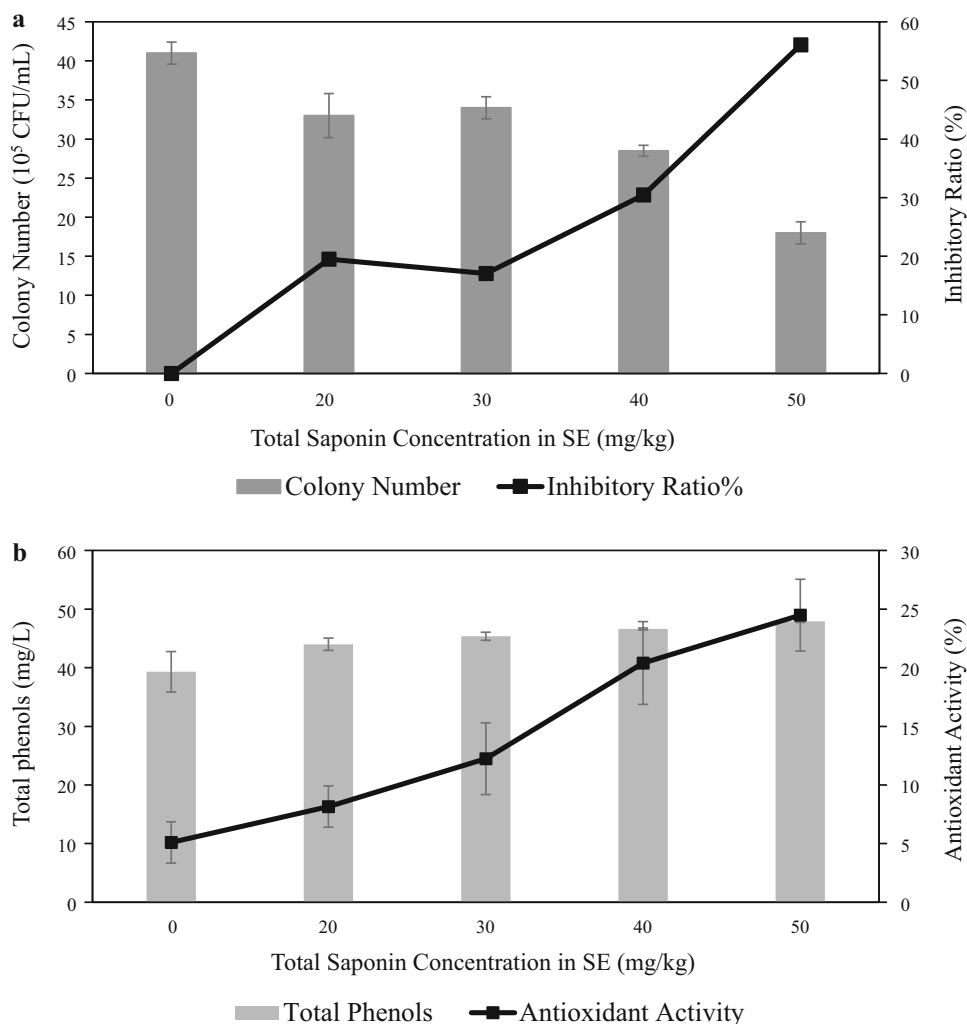 a
45
40
35
30
25
20
15
10
5
0
Colony Number (10⁵ CFU/mL)
60
50
40
30
20
10
0
Inhibitory Ratio (%)
0 20 30 40 50
Total Saponin Concentration in SE (mg/kg)
Colony Number Inhibitory Ratio%
b
60
50
40
30
20
10
0
Total phenols (mg/L)
30
25
20
15
10
5
0
Antioxidant Activity (%)
0 20 30 40 50
Total Saponin Concentration in SE (mg/kg)
Total Phenols Antioxidant Activity